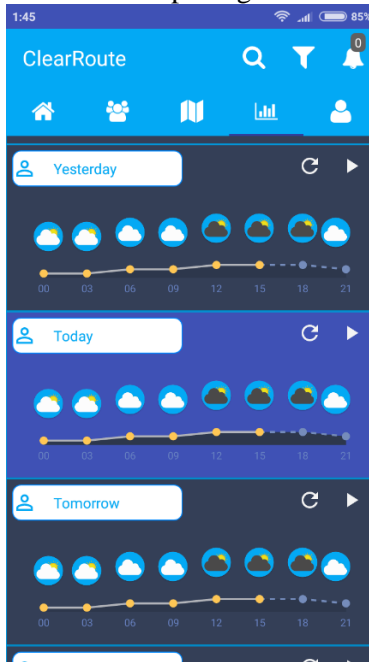 1:45 85%
ClearRoute
0
Yesterday
00 03 06 09 12 15 18 21
Today
00 03 06 09 12 15 18 21
Tomorrow
00 03 06 09 12 15 18 21